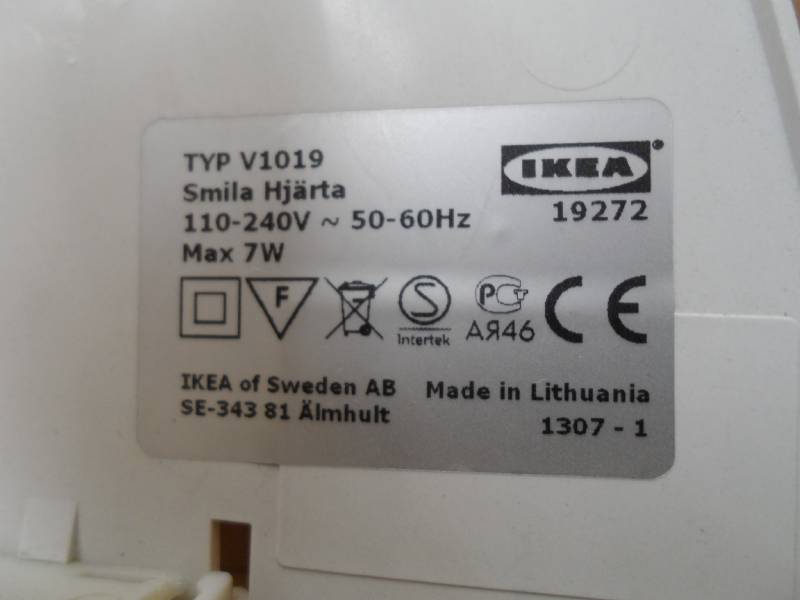 TYP V1019
Smila Hjärta
110-240V ~ 50-60Hz
Max 7W
IKEA
19272
F
S
Intertek
РСТ
АЯ46
CE
IKEA of Sweden AB
SE-343 81 Älmhult
Made in Lithuania
1307 - 1